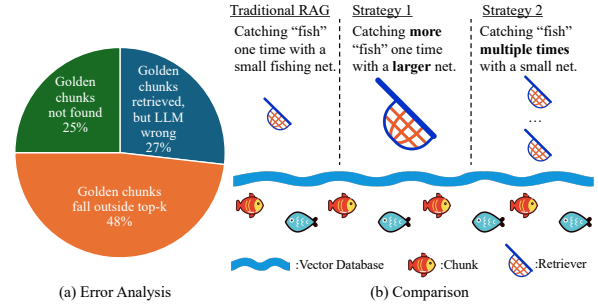 Golden
chunks
not found
25%
Golden
chunks
retrieved,
but LLM
wrong
27%
Golden chunks
fall outside top-k
48%
(a) Error Analysis
Traditional RAG
Catching “fish”
one time with a
small fishing net.
Strategy 1
Catching more
“fish” one time
with a larger net.
Strategy 2
Catching “fish”
multiple times
with a small net.
...
:Vector Database
:Chunk
:Retriever
(b) Comparison